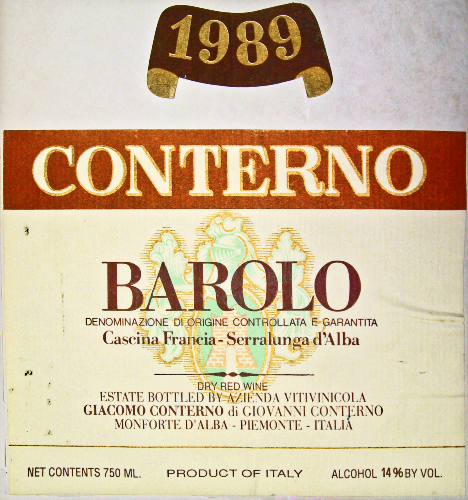 1989
CONTERNO
BAROLO
DENOMINAZIONE DI ORIGINE CONTROLLATA E GARANTITA
Cascina Francia - Serralunga d'Alba
DRY RED WINE
ESTATE BOTTLED BY AZIENDA VITIVINICOLA
GIACOMO CONTERNO di GIOVANNI CONTERNO
MONFORTE D'ALBA - PIEMONTE - ITALIA
NET CONTENTS 750 ML. PRODUCT OF ITALY ALCOHOL 14% BY VOL.